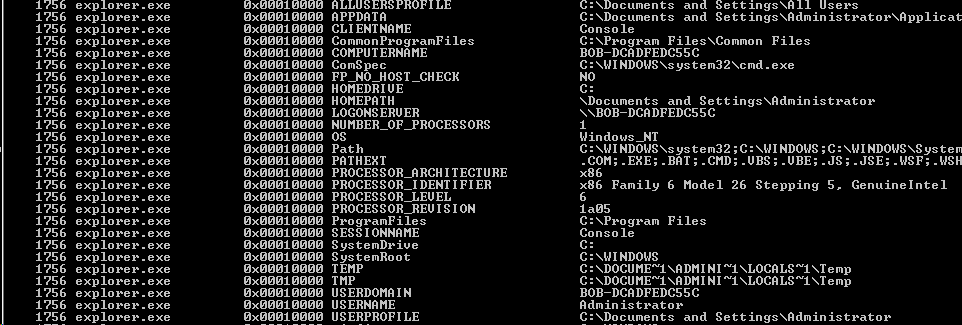 1756 explorer.exe 0x00010000 ALLUSERSPROFILE C:\Documents and Settings\All Users
1756 explorer.exe 0x00010000 APPDATA C:\Documents and Settings\Administrator\Applicat
1756 explorer.exe 0x00010000 CLIENTNAME Console
1756 explorer.exe 0x00010000 CommonProgramFiles C:\Program Files\Common Files
1756 explorer.exe 0x00010000 COMPUTERNAME BOB-DCADFEDC55C
1756 explorer.exe 0x00010000 ComSpec C:\WINDOWS\system32\cmd.exe
1756 explorer.exe 0x00010000 FP_NO_HOST_CHECK NO
1756 explorer.exe 0x00010000 HOMEDRIVE C:
1756 explorer.exe 0x00010000 HOMEPATH \Documents and Settings\Administrator
1756 explorer.exe 0x00010000 LOGONSERVER \\BOB-DCADFEDC55C
1756 explorer.exe 0x00010000 NUMBER_OF_PROCESSORS 1
1756 explorer.exe 0x00010000 OS Windows_NT
1756 explorer.exe 0x00010000 Path C:\WINDOWS\system32;C:\WINDOWS;C:\WINDOWS\System
1756 explorer.exe 0x00010000 PATHEXT .COM;.EXE;.BAT;.CMD;.VBS;.VBE;.JS;.JSE;.WSF;.WSH
1756 explorer.exe 0x00010000 PROCESSOR_ARCHITECTURE x86
1756 explorer.exe 0x00010000 PROCESSOR_IDENTIFIER x86 Family 6 Model 26 Stepping 5, GenuineIntel
1756 explorer.exe 0x00010000 PROCESSOR_LEVEL 6
1756 explorer.exe 0x00010000 PROCESSOR_REVISION 1a05
1756 explorer.exe 0x00010000 ProgramFiles C:\Program Files
1756 explorer.exe 0x00010000 SESSIONNAME Console
1756 explorer.exe 0x00010000 SystemDrive C:
1756 explorer.exe 0x00010000 SystemRoot C:\WINDOWS
1756 explorer.exe 0x00010000 TEMP C:\DOCUME~1\ADMINI~1\LOCALS~1\Temp
1756 explorer.exe 0x00010000 TMP C:\DOCUME~1\ADMINI~1\LOCALS~1\Temp
1756 explorer.exe 0x00010000 USERDOMAIN BOB-DCADFEDC55C
1756 explorer.exe 0x00010000 USERNAME Administrator
1756 explorer.exe 0x00010000 USERPROFILE C:\Documents and Settings\Administrator